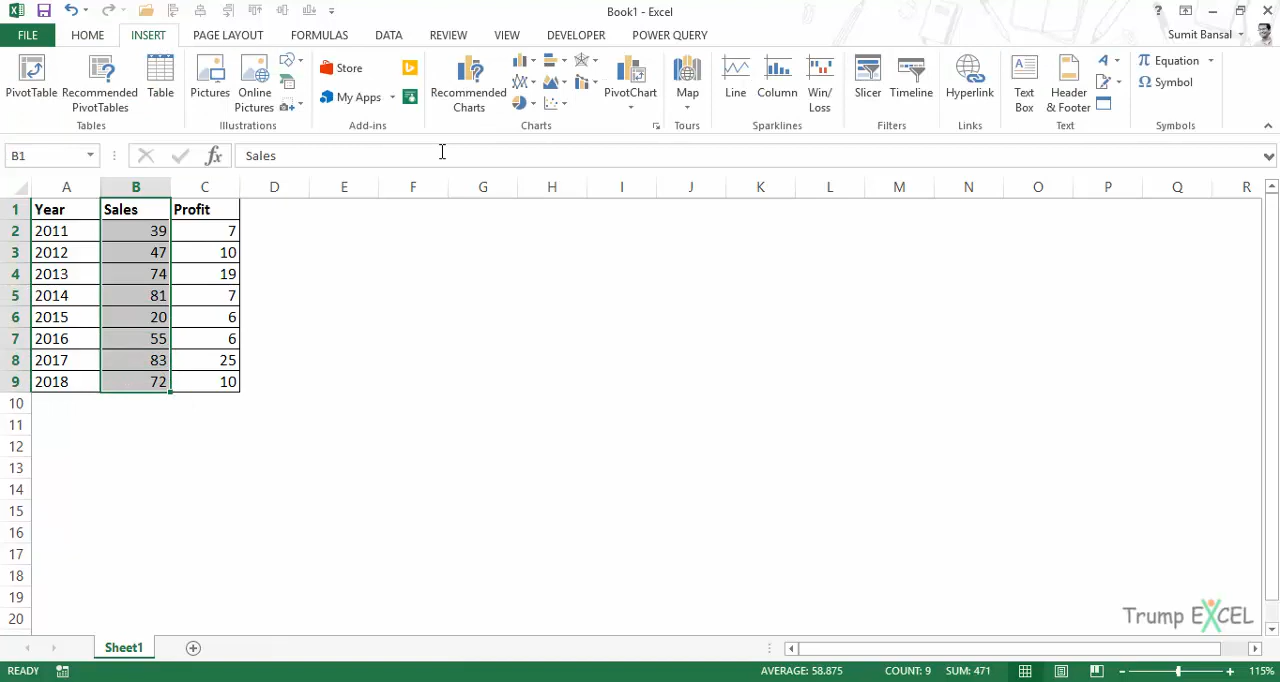 Book1 - Excel
?
FILE HOME INSERT PAGE LAYOUT FORMULAS DATA REVIEW VIEW DEVELOPER POWER QUERY Sumit Bansal
PivotTable Recommended PivotTables Table
Pictures Online Pictures
Store
My Apps
Recommended Charts
PivotChart Map
Line Column Win/Loss
Slicer Timeline Hyperlink
Text Box Header & Footer
π Equation
Ω Symbol
Tables Illustrations Add-ins Charts Tours Sparklines Filters Links Text Symbols
B1 fx Sales
A B C D E F G H I J K L M N O P Q R
1 Year Sales Profit
2 2011 39 7
3 2012 47 10
4 2013 74 19
5 2014 81 7
6 2015 20 6
7 2016 55 6
8 2017 83 25
9 2018 72 10
10
11
12
13
14
15
16
17
18
19
20
Trump EXCEL
Sheet1
READY AVERAGE: 58.875 COUNT: 9 SUM: 471 115%